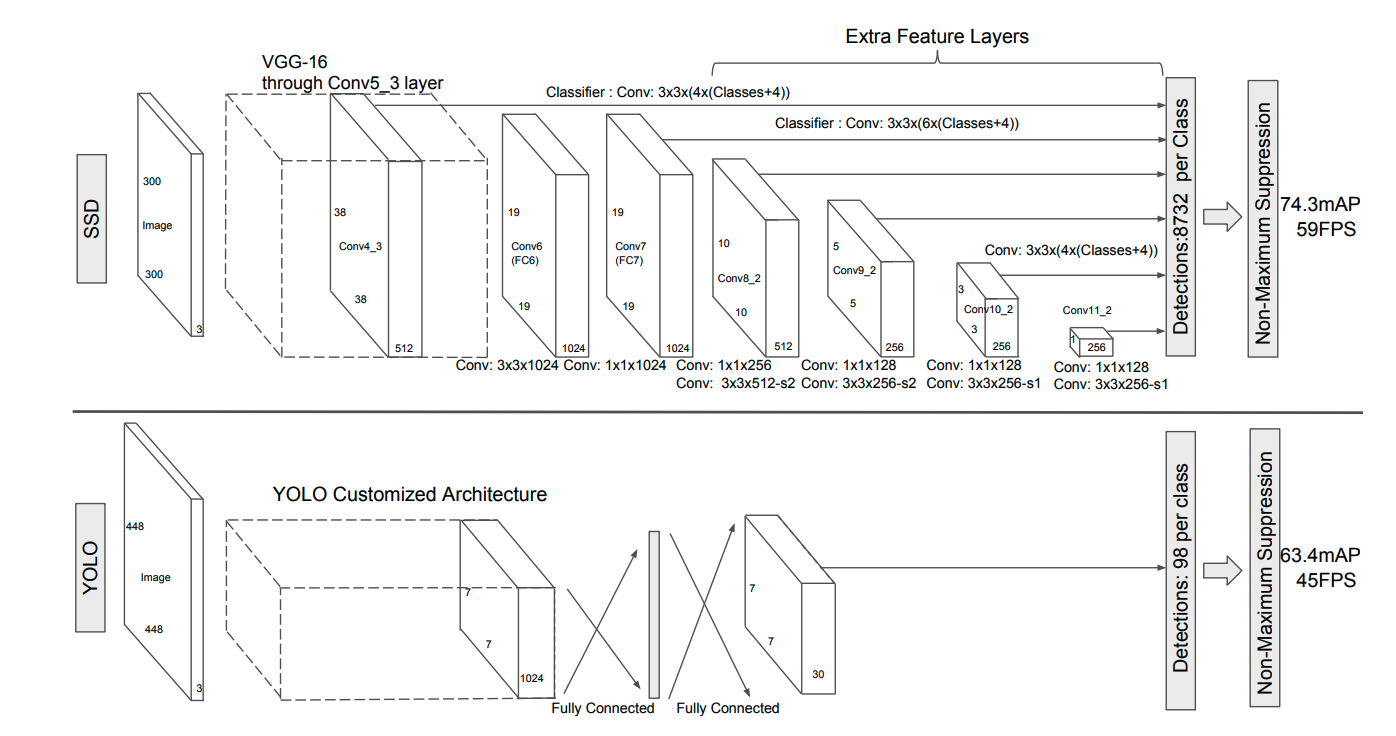 Extra Feature Layers
VGG-16
through Conv5_3 layer
Classifier : Conv: 3x3x(4x(Classes+4))
Classifier : Conv: 3x3x(6x(Classes+4))
SSD
300
Image
300
3
38
Conv4_3
38
512
19
Conv6
(FC6)
19
1024
19
Conv7
(FC7)
19
1024
10
Conv8_2
10
512
5
Conv9_2
5
256
Conv: 3x3x(4x(Classes+4))
3
Conv10_2
3
256
Conv11_2
1
256
Conv: 3x3x1024
Conv: 1x1x1024
Conv: 1x1x256
Conv: 3x3x512-s2
Conv: 1x1x128
Conv: 3x3x256-s2
Conv: 1x1x128
Conv: 3x3x256-s1
Conv: 1x1x128
Conv: 3x3x256-s1
Detections:8732 per Class
Non-Maximum Suppression
74.3mAP
59FPS
YOLO
448
Image
448
3
YOLO Customized Architecture
7
7
1024
Fully Connected
Fully Connected
7
7
30
Detections: 98 per class
Non-Maximum Suppression
63.4mAP
45FPS